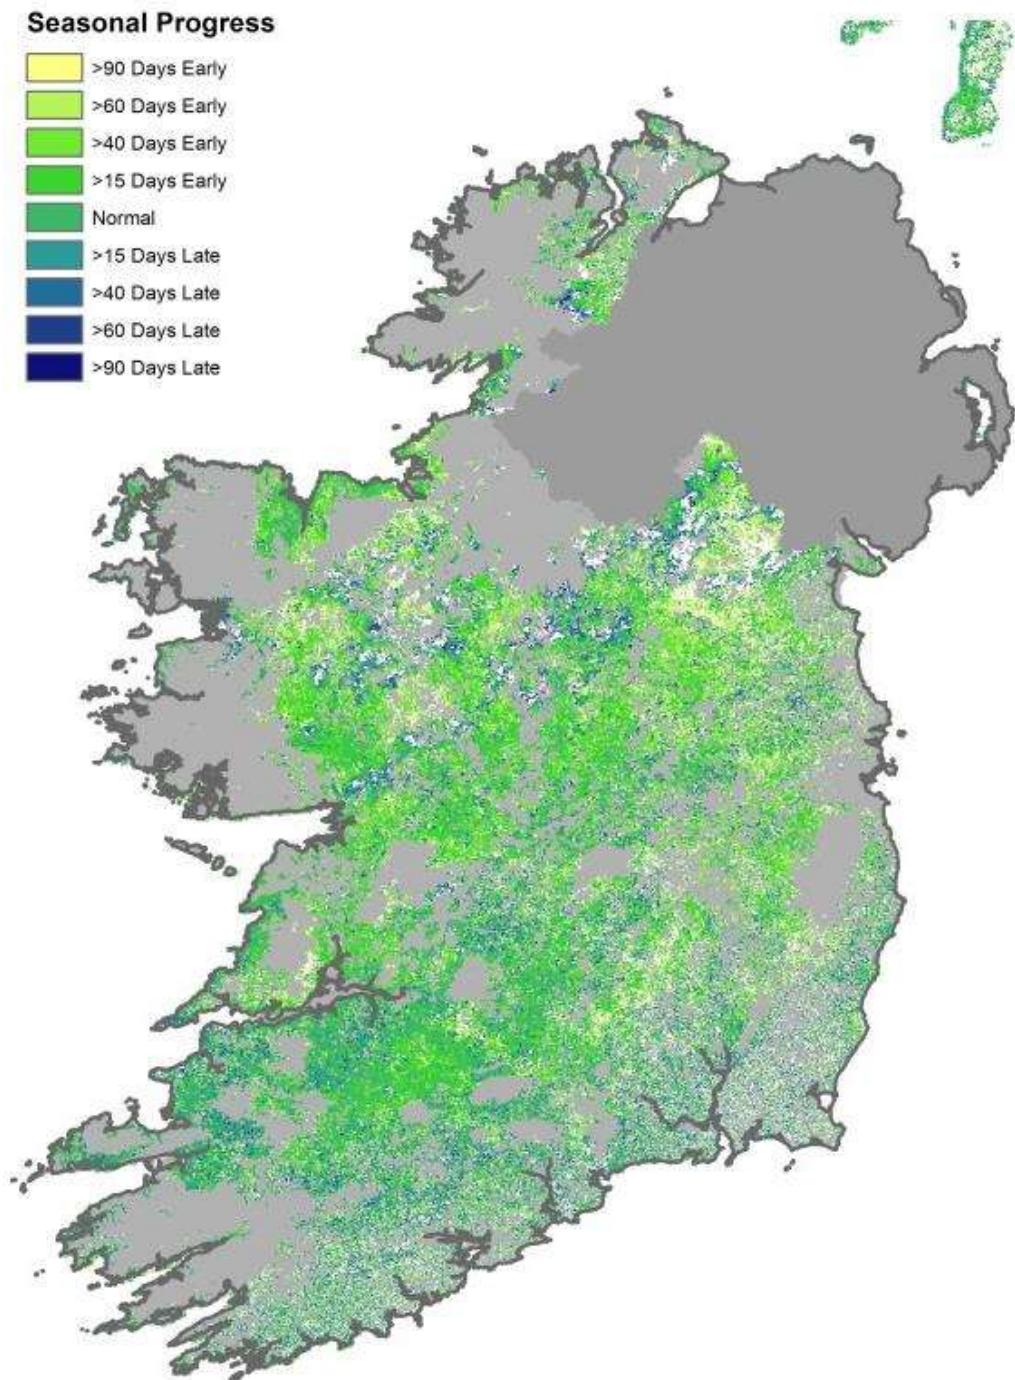 Seasonal Progress
>90 Days Early
>60 Days Early
>40 Days Early
>15 Days Early
Normal
>15 Days Late
>40 Days Late
>60 Days Late
>90 Days Late